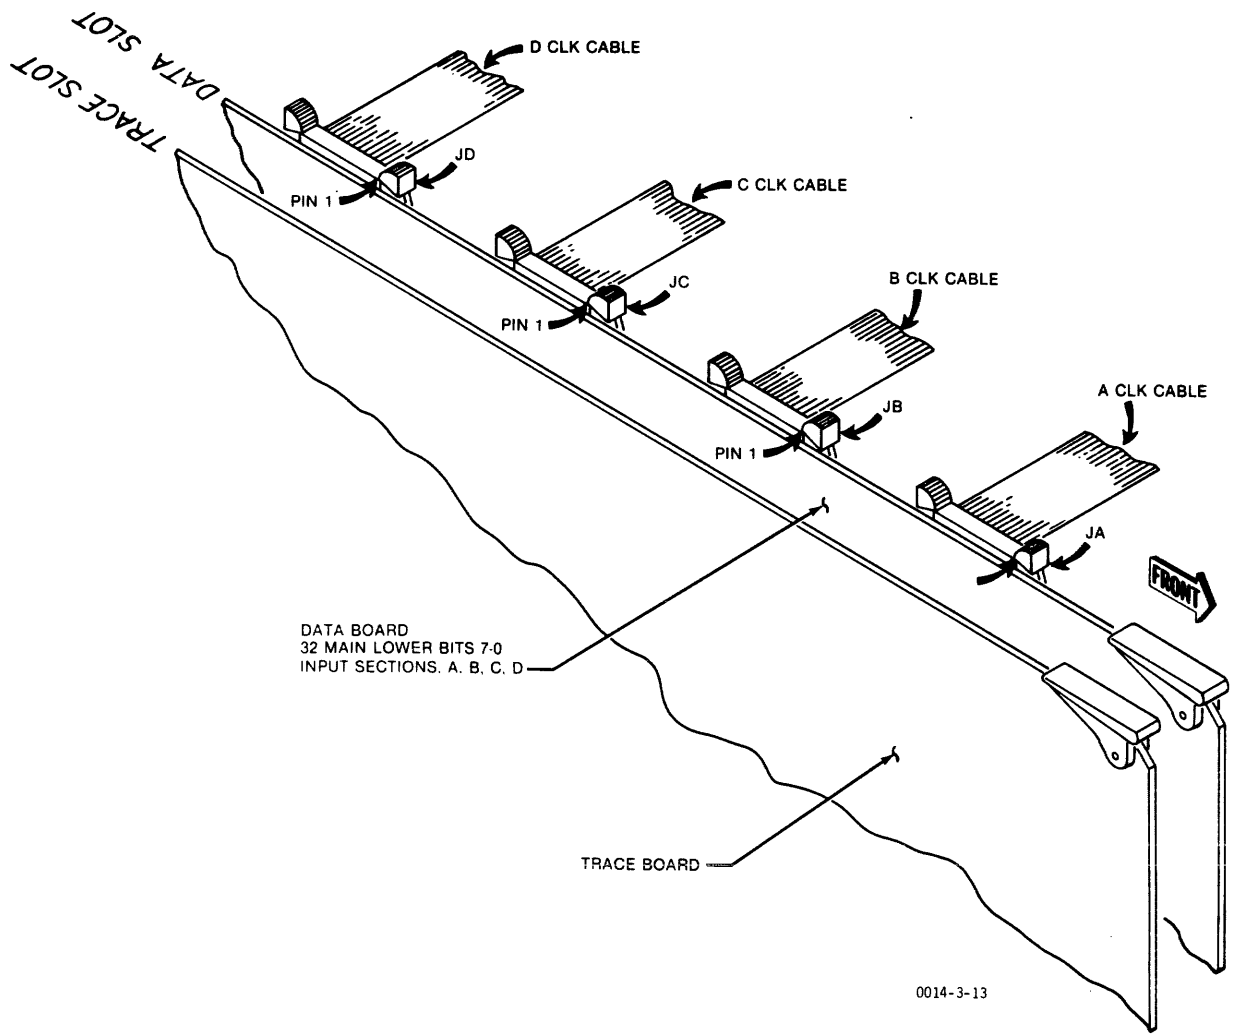 DATA SLOT
TRACE SLOT
D CLK CABLE
JD
PIN 1
C CLK CABLE
JC
PIN 1
B CLK CABLE
JB
PIN 1
A CLK CABLE
JA
FRONT
DATA BOARD
32 MAIN LOWER BITS 7-0
INPUT SECTIONS. A. B, C, D
TRACE BOARD
0014-3-13